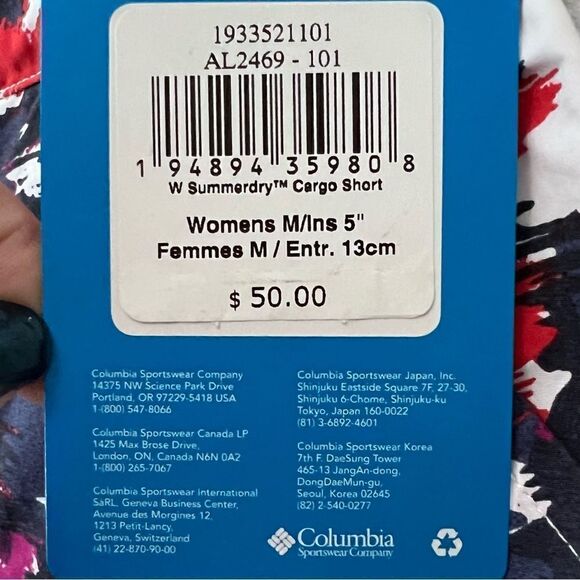 1933521101
AL2469 - 101
1 94894 35980 8
W Summerdry™ Cargo Short
Womens M/Ins 5"
Femmes M / Entr. 13cm
$ 50.00
Columbia Sportswear Company
14375 NW Science Park Drive
Portland, OR 97229-5418 USA
1-(800) 547-8066
Columbia Sportswear Canada LP
1425 Max Brose Drive,
London, ON, Canada N6N 0A2
1-(800) 265-7067
Columbia Sportswear International
SàRL, Geneva Business Center,
Avenue des Morgines 12,
1213 Petit-Lancy,
Geneva, Switzerland
(41) 22-870-90-00
Columbia Sportswear Japan, Inc.
Shinjuku Eastside Square 7F, 27-30,
Shinjuku 6-Chome, Shinjuku-ku
Tokyo, Japan 160-0022
(81) 3-6892-4601
Columbia Sportswear Korea
7th F. DaeSung Tower
465-13 JangAn-dong,
DongDaeMun-gu,
Seoul, Korea 02645
(82) 2-540-0277
Columbia
Sportswear Company